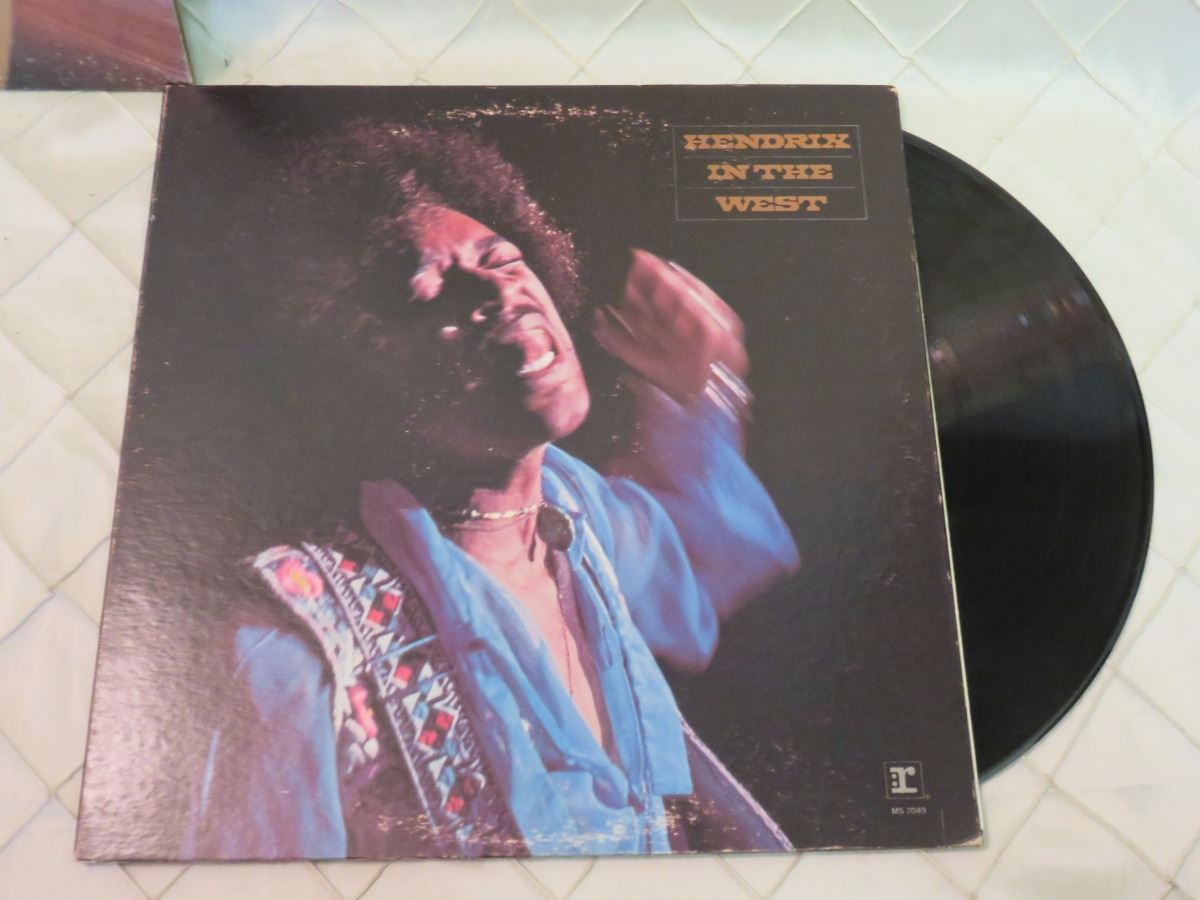 HENDRIX
IN THE
WEST
r
MS 2049